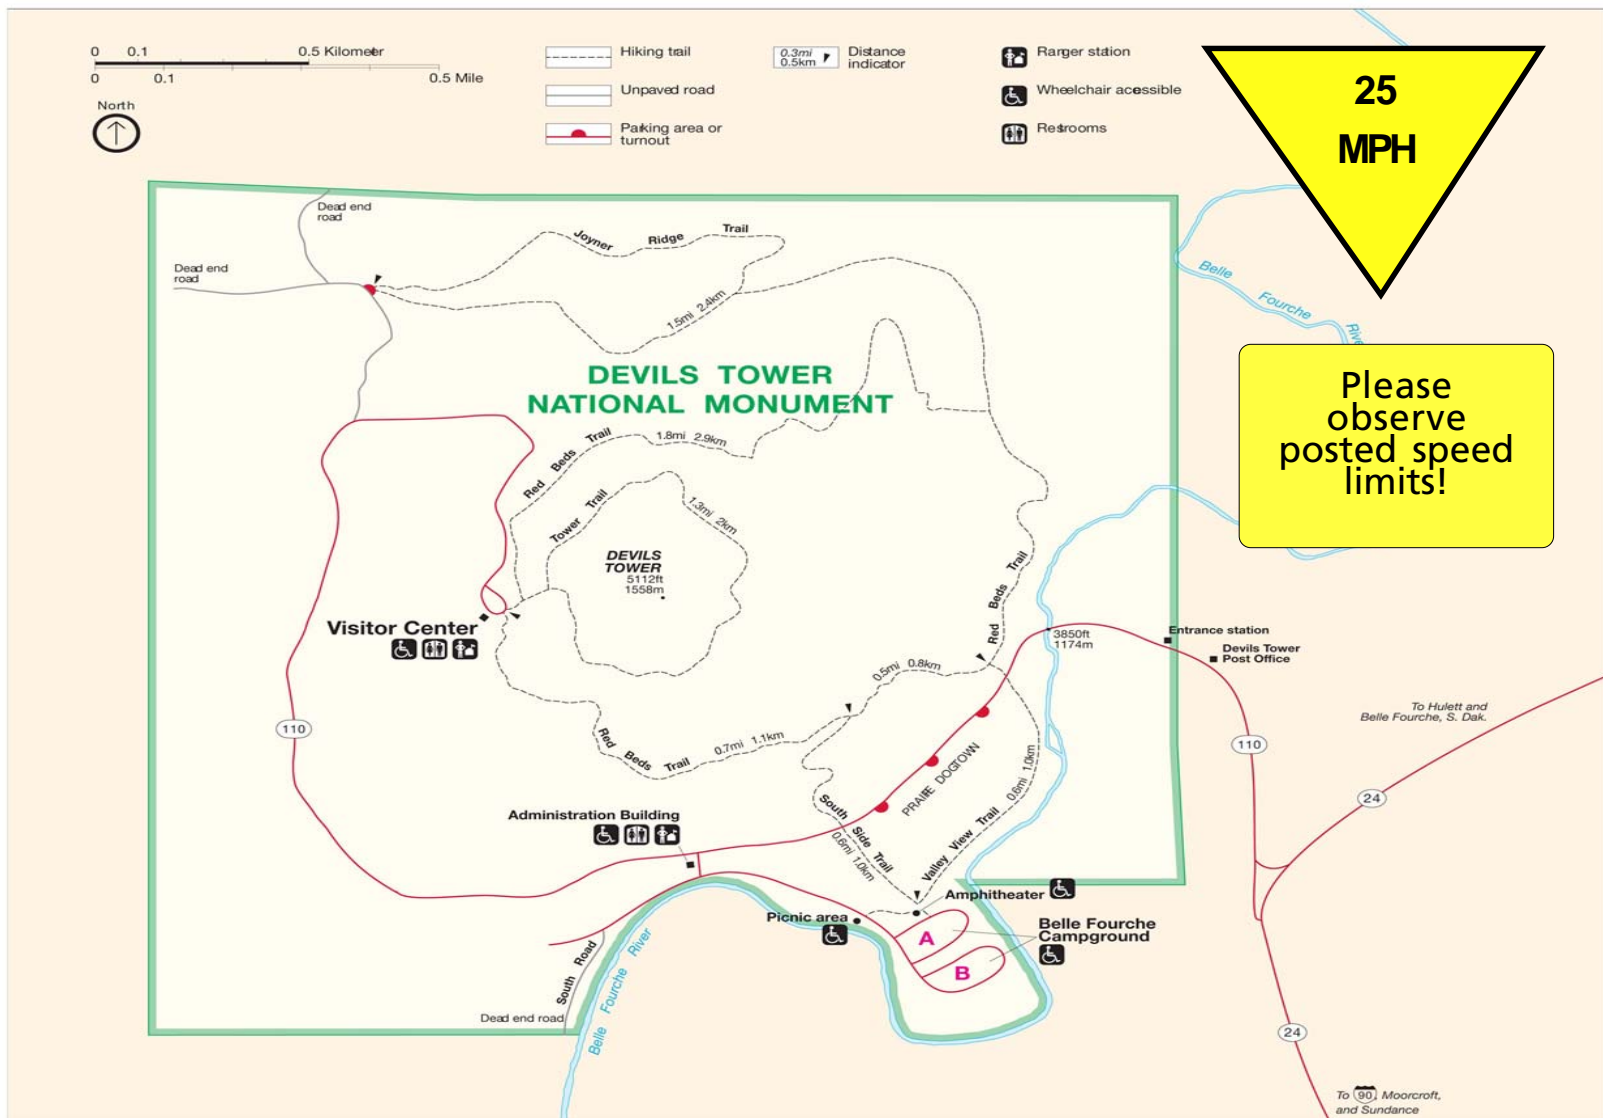 0 0.1 0.5 Kilometer
0 0.1 0.5 Mile
North
Hiking trail
Unpaved road
Parking area or
turnout
0.3mi
0.5km
Distance
indicator
Ranger station
Wheelchair accessible
Restrooms
25
MPH
Please
observe
posted speed
limits!
Dead end
road
Dead end
road
Joyner Ridge Trail
1.5mi 2.4km
Belle Fourche River
DEVILS TOWER
NATIONAL MONUMENT
Red Beds Trail
1.8mi 2.9km
Tower Trail
1.3mi 2km
DEVILS
TOWER
5112ft
1558m
Red Beds Trail
Visitor Center
3850ft
1174m
Entrance station
Devils Tower
Post Office
0.5mi 0.8km
To Hulett and
Belle Fourche, S. Dak.
110
110
Red Beds Trail
0.7mi 1.1km
PRAIRIE DOGTOWN
0.6mi 1.0km
Valley View Trail
South Side Trail
0.6mi 1.0km
24
Administration Building
Amphitheater
Picnic area
Belle Fourche
Campground
A
B
South Road
Belle Fourche River
Dead end road
24
To 90, Moorcroft,
and Sundance